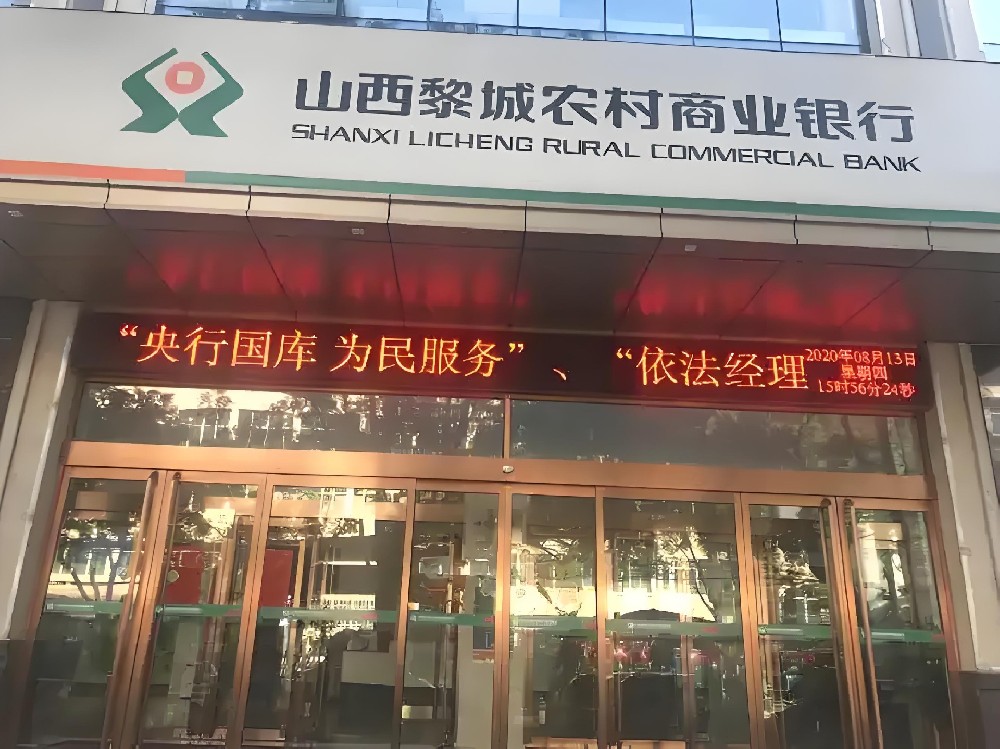 山西黎城农村商业银行
SHANXI LICHENG RURAL COMMERCIAL BANK
“央行国库 为民服务”、“依法经理
2020年08月13日
星期四
15时56分24秒